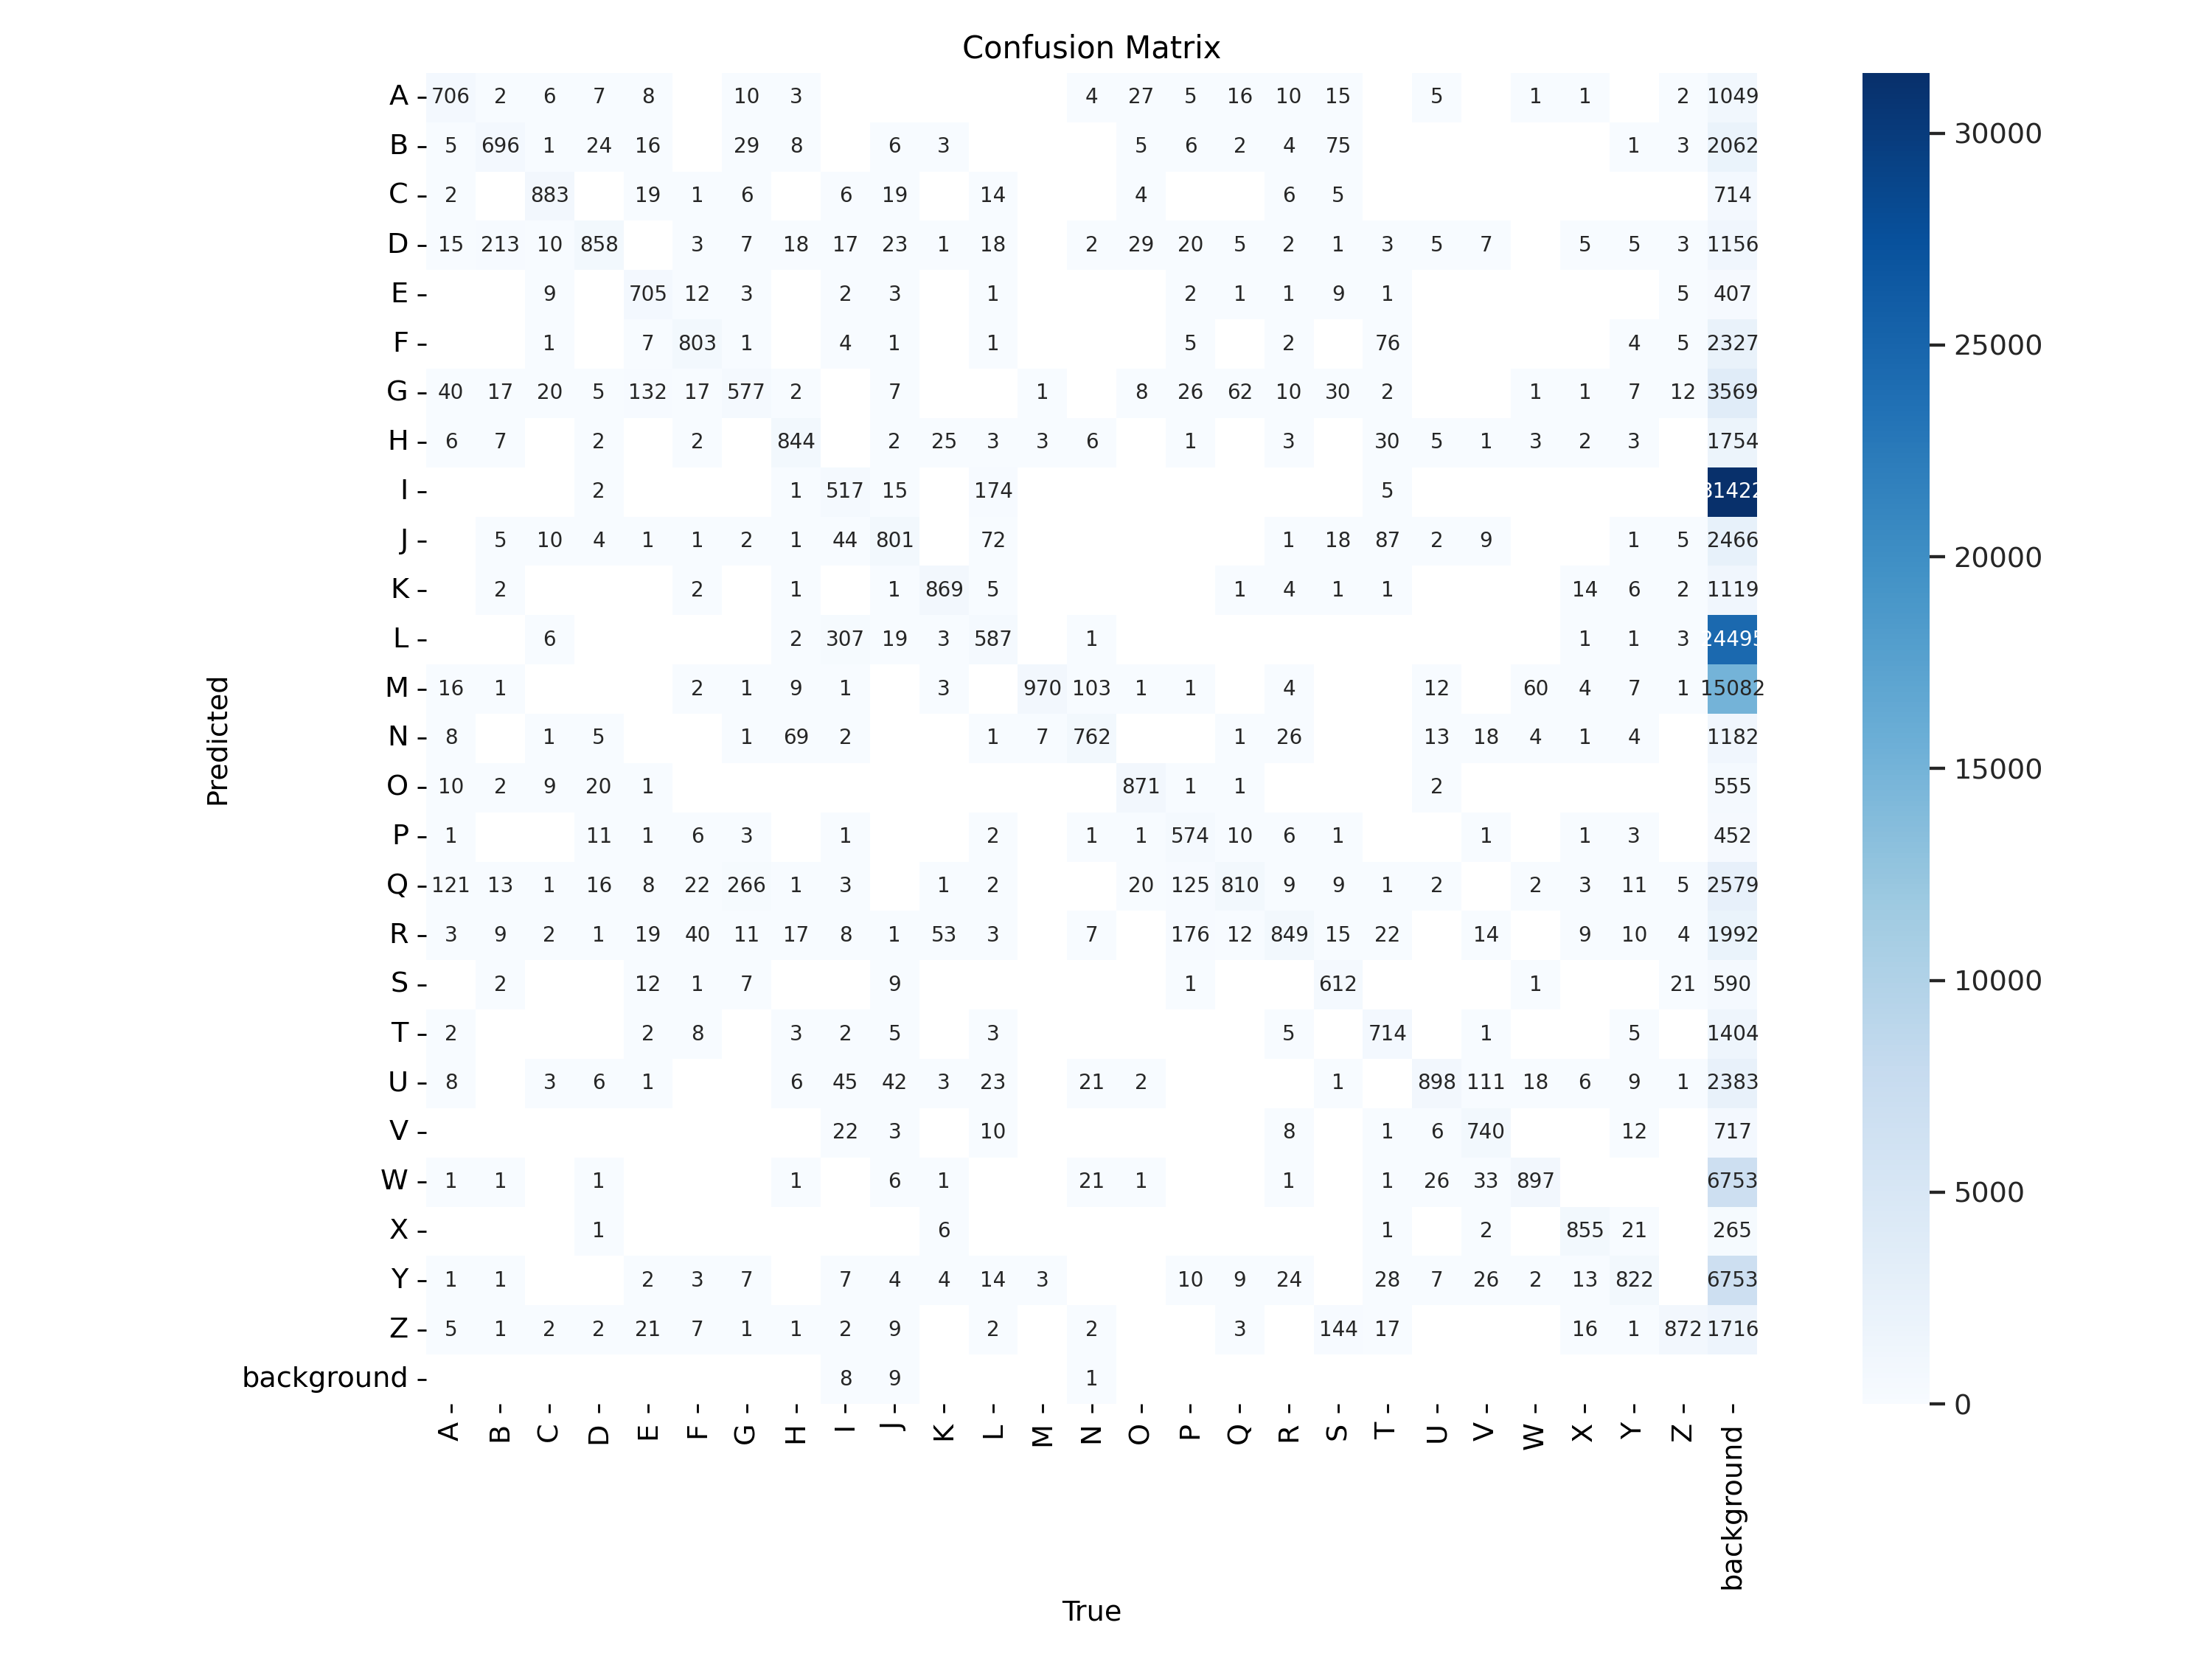 Confusion Matrix
A 706 2 6 7 8 10 3 4 27 5 16 10 15 5 1 1 2 1049
B 5 696 1 24 16 29 8 6 3 5 6 2 4 75 1 3 2062
C 2 883 19 1 6 6 19 14 4 6 5 714
D 15 213 10 858 3 7 18 17 23 1 18 2 29 20 5 2 1 3 5 7 5 5 3 1156
E 9 705 12 3 2 3 1 2 1 1 9 1 5 407
F 1 7 803 1 4 1 1 5 2 76 4 5 2327
G 40 17 20 5 132 17 577 2 7 1 8 26 62 10 30 2 1 1 7 12 3569
H 6 7 2 2 844 2 25 3 3 6 1 3 30 5 1 3 2 3 1754
I 2 1 517 15 174 5 31422
J 5 10 4 1 1 2 1 44 801 72 1 18 87 2 9 1 5 2466
K 2 2 1 1 869 5 1 4 1 1 14 6 2 1119
L 6 2 307 19 3 587 1 1 1 3 24495
M 16 1 2 1 9 1 3 970 103 1 1 4 12 60 4 7 1 15082
N 8 1 5 1 69 2 1 7 762 1 26 13 18 4 1 4 1182
O 10 2 9 20 1 871 1 1 2 555
P 1 11 1 6 3 1 2 1 1 574 10 6 1 1 1 3 452
Q 121 13 1 16 8 22 266 1 3 1 2 20 125 810 9 9 1 2 2 3 11 5 2579
R 3 9 2 1 19 40 11 17 8 1 53 3 7 176 12 849 15 22 14 9 10 4 1992
S 2 12 1 7 9 1 612 1 21 590
T 2 2 8 3 2 5 3 5 714 1 5 1404
U 8 3 6 1 6 45 42 3 23 21 2 1 898 111 18 6 9 1 2383
V 22 3 10 8 1 6 740 12 717
W 1 1 1 1 6 1 21 1 1 1 26 33 897 6753
X 1 6 1 2 855 21 265
Y 1 1 2 3 7 7 4 4 14 3 10 9 24 28 7 26 2 13 822 6753
Z 5 1 2 2 21 7 1 1 2 9 2 2 3 144 17 16 1 872 1716
background 8 9 1
A B C D E F G H I J K L M N O P Q R S T U V W X Y Z background
Predicted
True
30000
25000
20000
15000
10000
5000
0